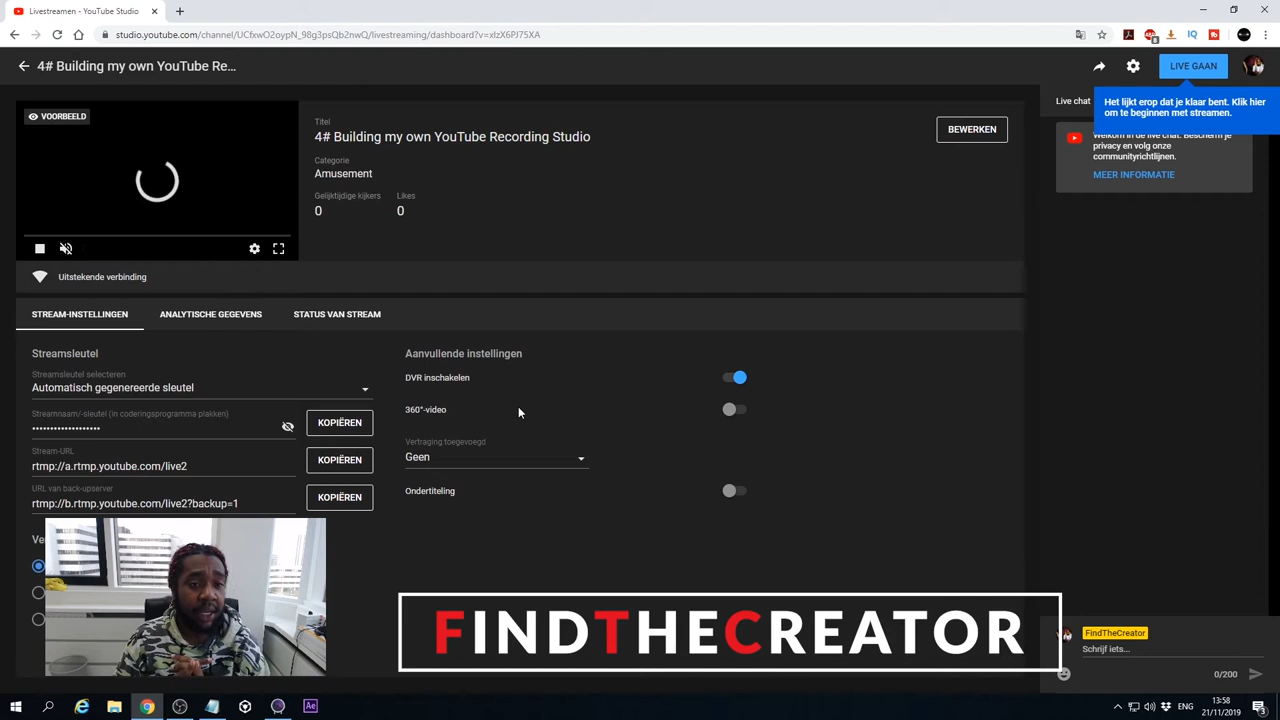 Livestreamen - YouTube Studio
studio.youtube.com/channel/UCfxwO2oypN_98g3psQb2nwQ/livestreaming/dashboard?v=xlzX6PJ75XA
4# Building my own YouTube Re...
LIVE GAAN
Het lijkt erop dat je klaar bent. Klik hier
om te beginnen met streamen.
VOORBEELD
Titel
4# Building my own YouTube Recording Studio
BEWERKEN
Categorie
Amusement
Gelijktijdige kijkers
Likes
0
0
Live chat
Welkom in de live chat. Bescherm je
privacy en volg onze
communityrichtlijnen.
MEER INFORMATIE
Uitstekende verbinding
STREAM-INSTELLINGEN
ANALYTISCHE GEGEVENS
STATUS VAN STREAM
Streamsleutel
Streamsleutel selecteren
Automatisch gegenereerde sleutel
Streamnaam/-sleutel (in coderingsprogramma plakken)
••••••••••••••••••• 
KOPIËREN
Stream-URL
rtmp://a.rtmp.youtube.com/live2
KOPIËREN
URL van back-upserver
rtmp://b.rtmp.youtube.com/live2?backup=1
KOPIËREN
Aanvullende instellingen
DVR inschakelen
360°-video
Vertraging toegevoegd
Geen
Ondertiteling
FINDTHECREATOR
FindTheCreator
Schrijf iets...
0/200
Ae
ENG
13:58
21/11/2019
3